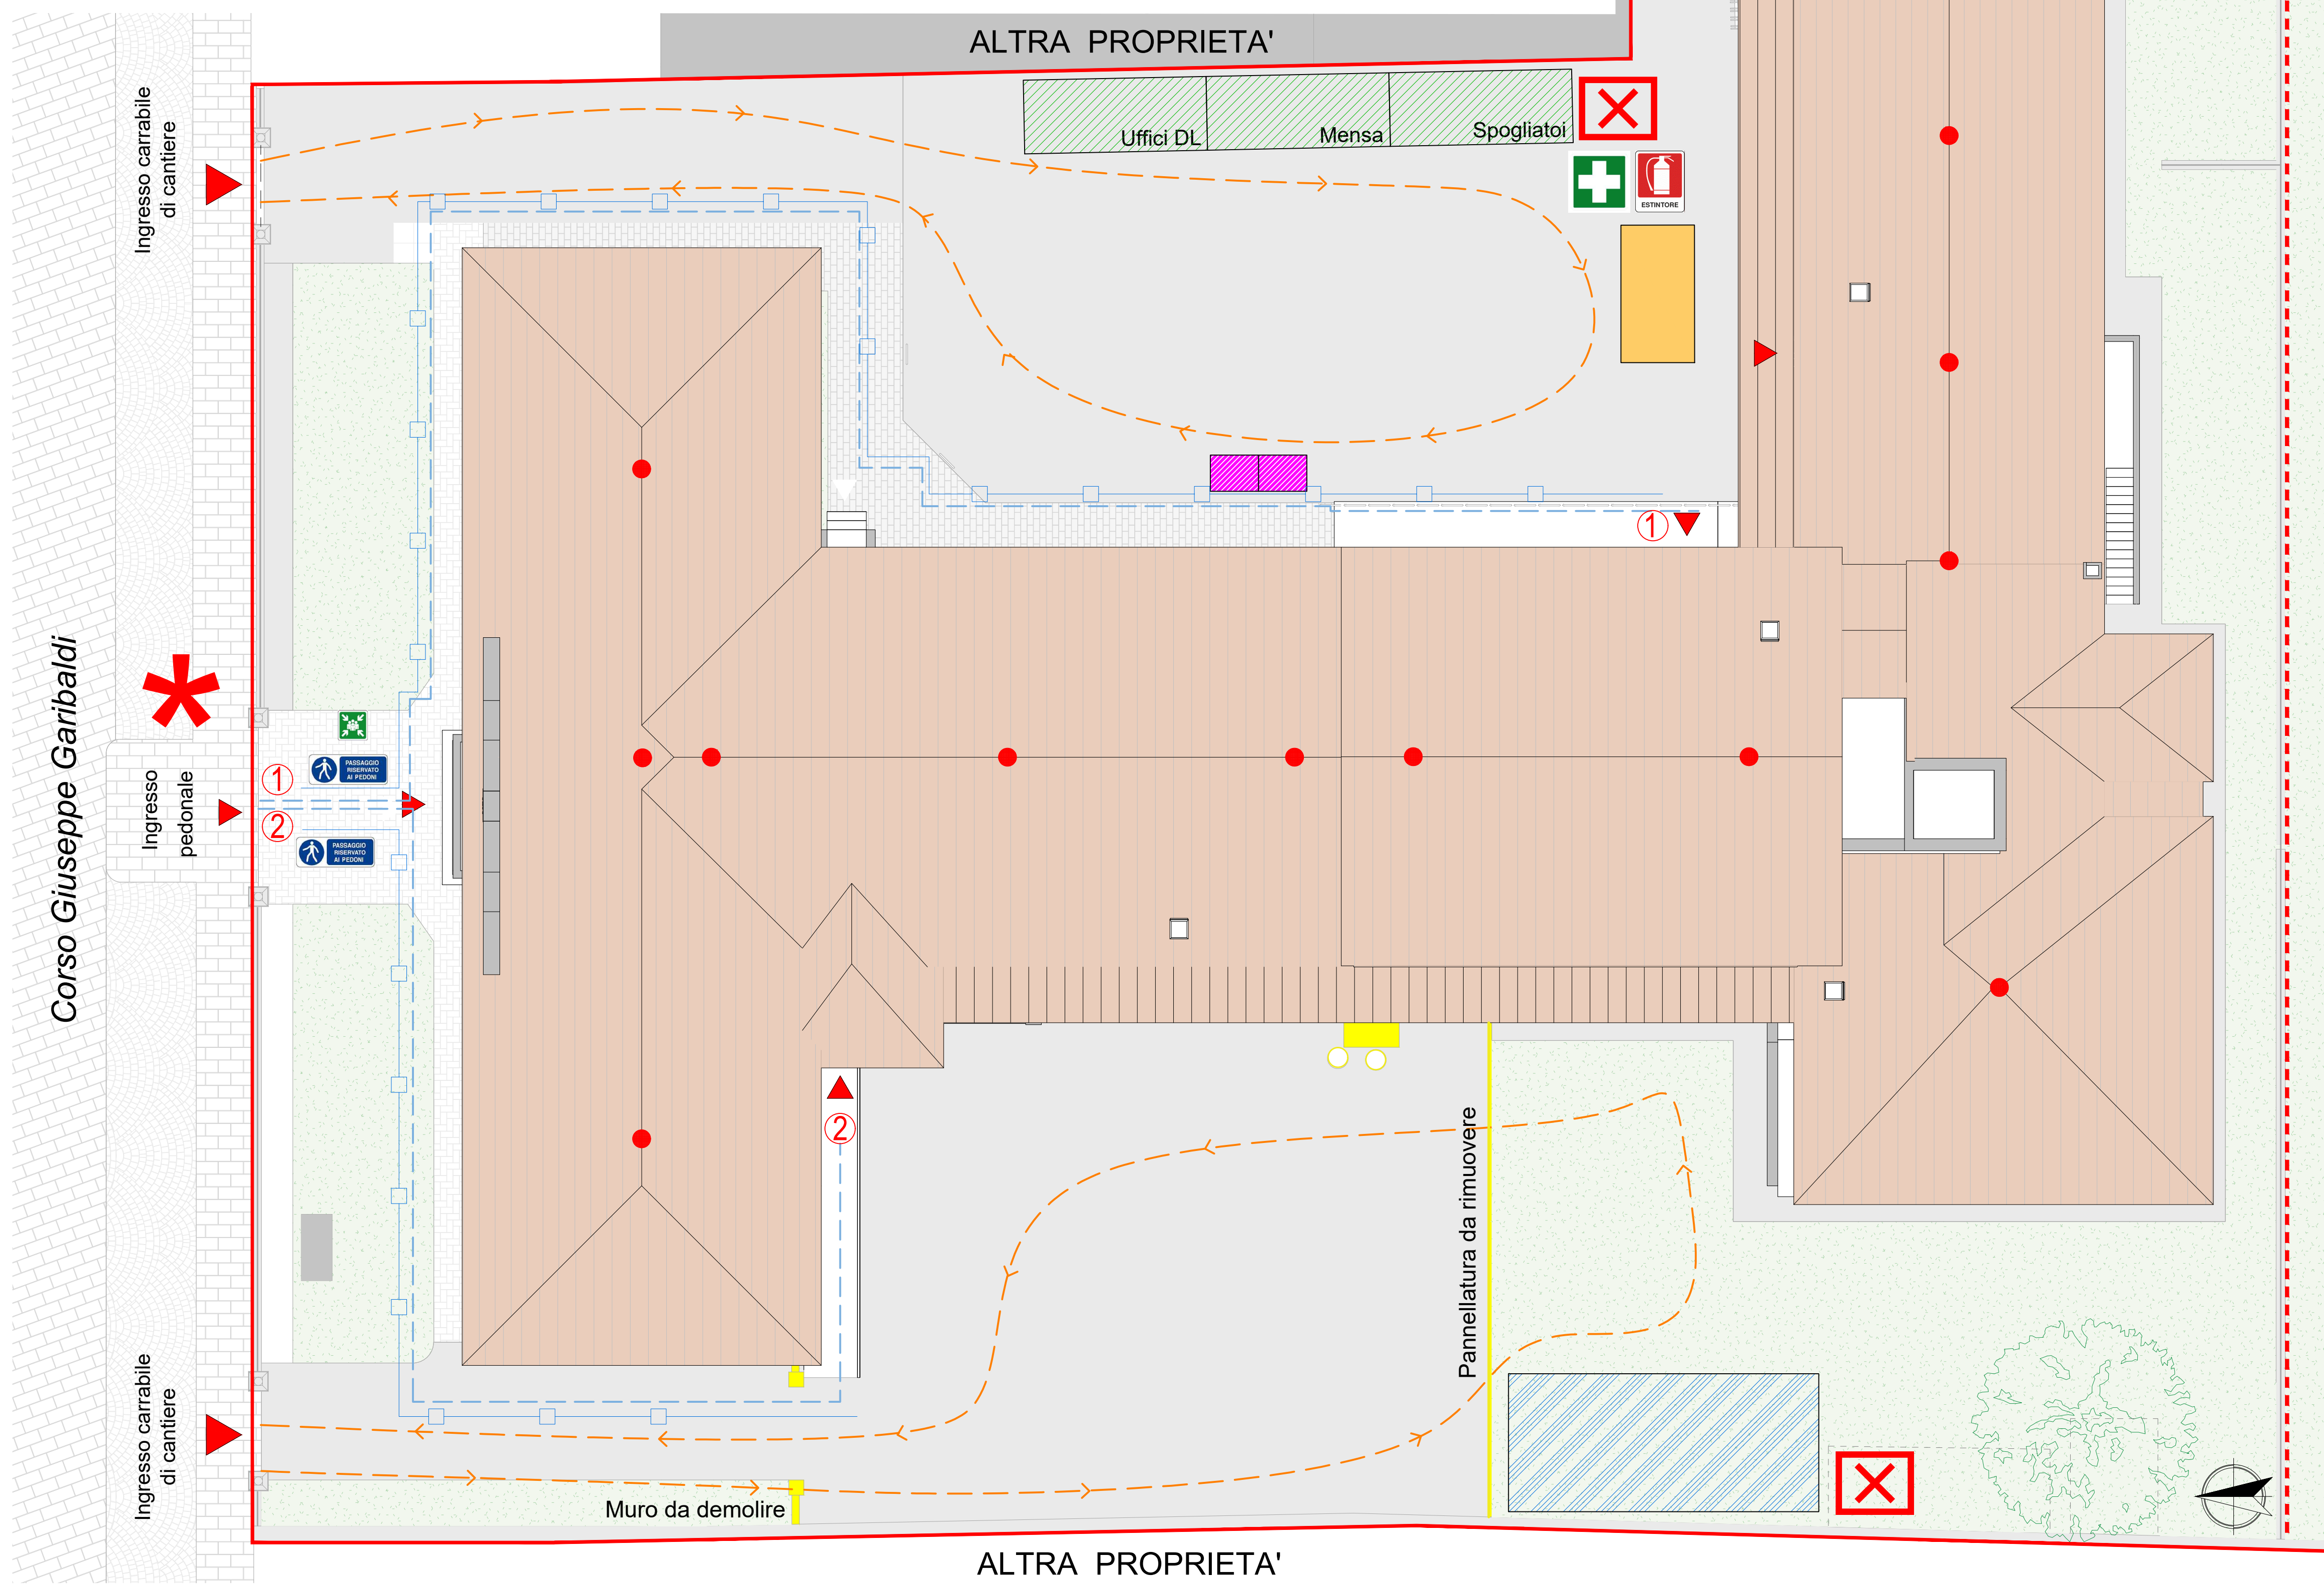 ALTRA PROPRIETA'
Ingresso carrabile
di cantiere
Uffici DL
Mensa
Spogliatoi
ESTINTORE
1
Corso Giuseppe Garibaldi
Ingresso
pedonale
PASSAGGIO
RISERVATO
AI PEDONI
1
2
PASSAGGIO
RISERVATO
AI PEDONI
2
Pannellatura da rimuovere
Ingresso carrabile
di cantiere
Muro da demolire
ALTRA PROPRIETA'